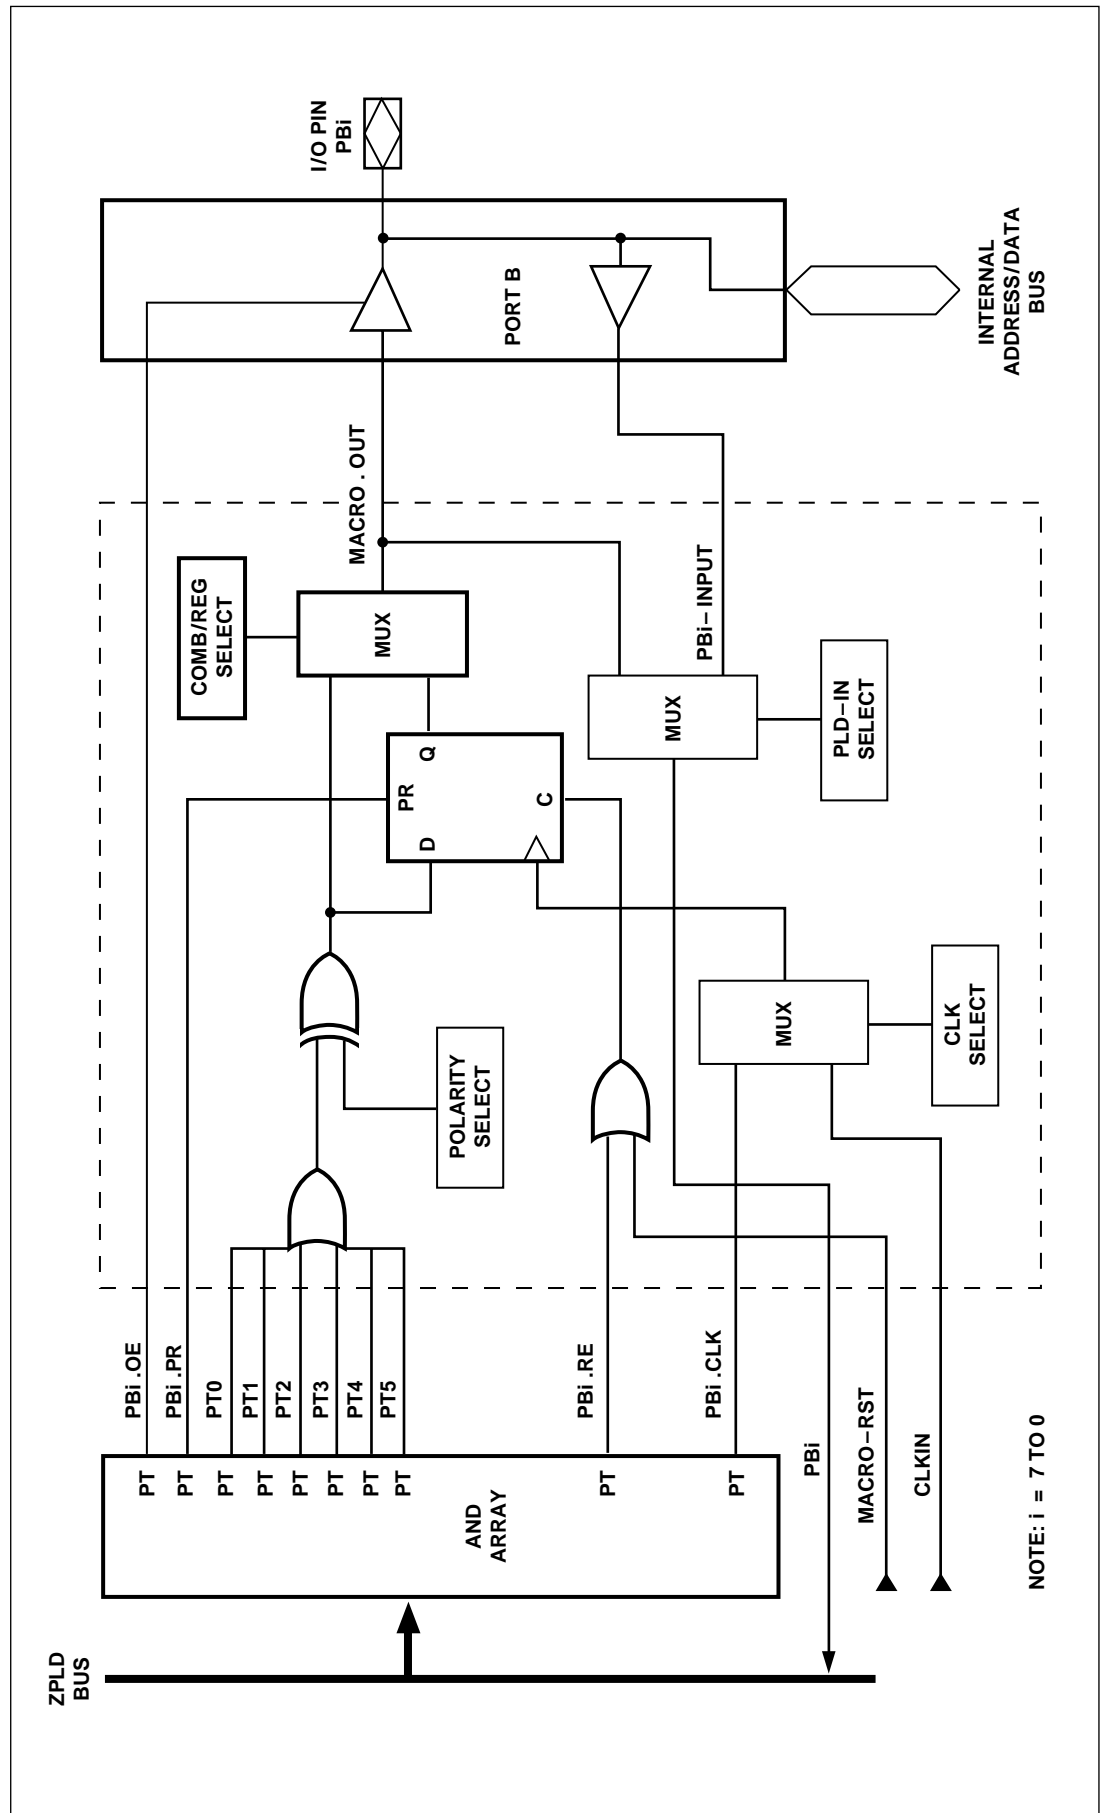 ZPLD
BUS
AND
ARRAY
PT
PT
PT
PT
PT
PT
PT
PT
PT
PT
PBi .OE
PBi .PR
PT0
PT1
PT2
PT3
PT4
PT5
PBi .RE
PBi .CLK
PBi
MACRO–RST
CLKIN
POLARITY
SELECT
MUX
CLK
SELECT
D
PR
Q
C
COMB/REG
SELECT
MUX
MUX
PLD–IN
SELECT
MACRO . OUT
PBi– INPUT
PORT B
I/O PIN
PBi
INTERNAL
ADDRESS/DATA
BUS
NOTE: i = 7 TO 0